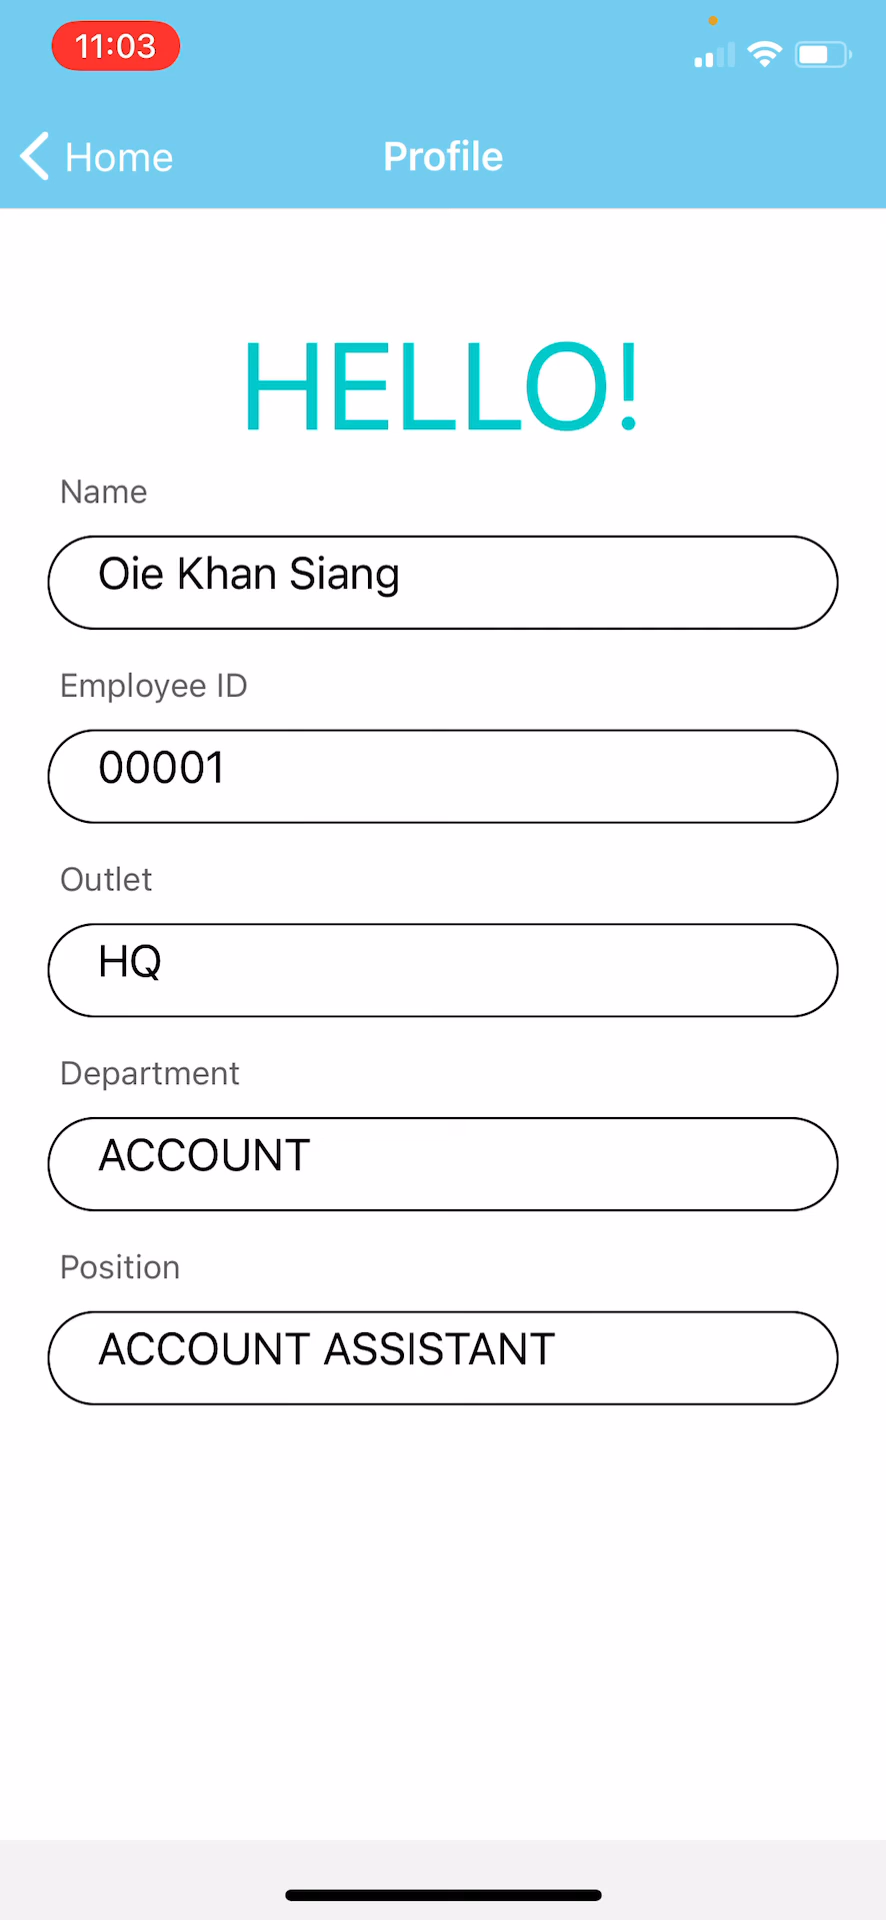 11:03
Home
Profile
HELLO!
Name
Oie Khan Siang
Employee ID
00001
Outlet
HQ
Department
ACCOUNT
Position
ACCOUNT ASSISTANT